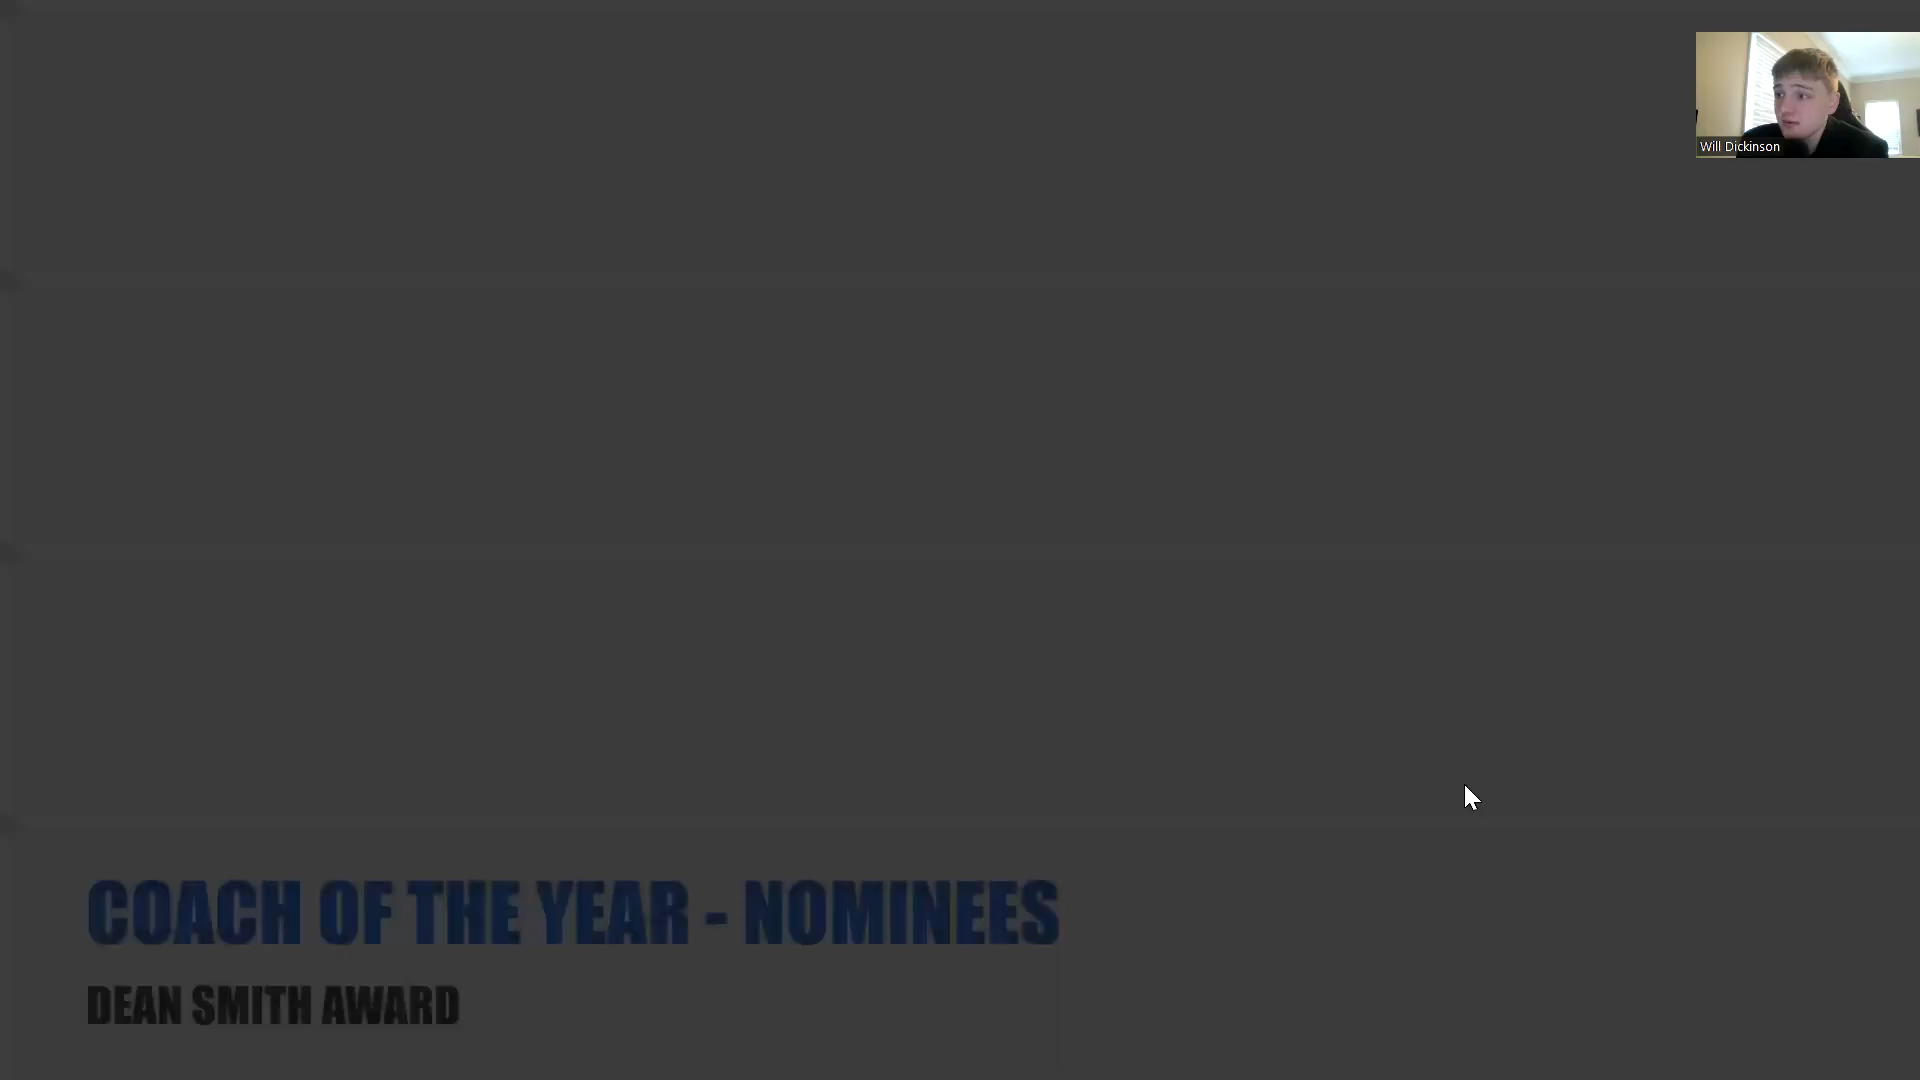 Will Dickinson
COACH OF THE YEAR - NOMINEES
DEAN SMITH AWARD